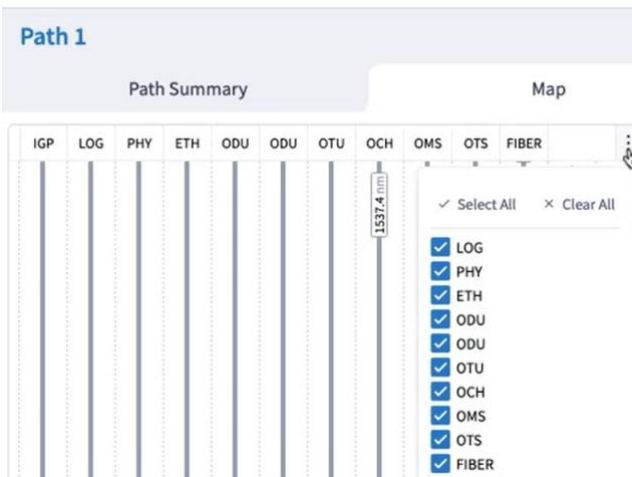 Path 1
Path Summary Map
IGP LOG PHY ETH ODU ODU OTU OCH OMS OTS FIBER
1537.4 nm
Select All Clear All
LOG
PHY
ETH
ODU
ODU
OTU
OCH
OMS
OTS
FIBER